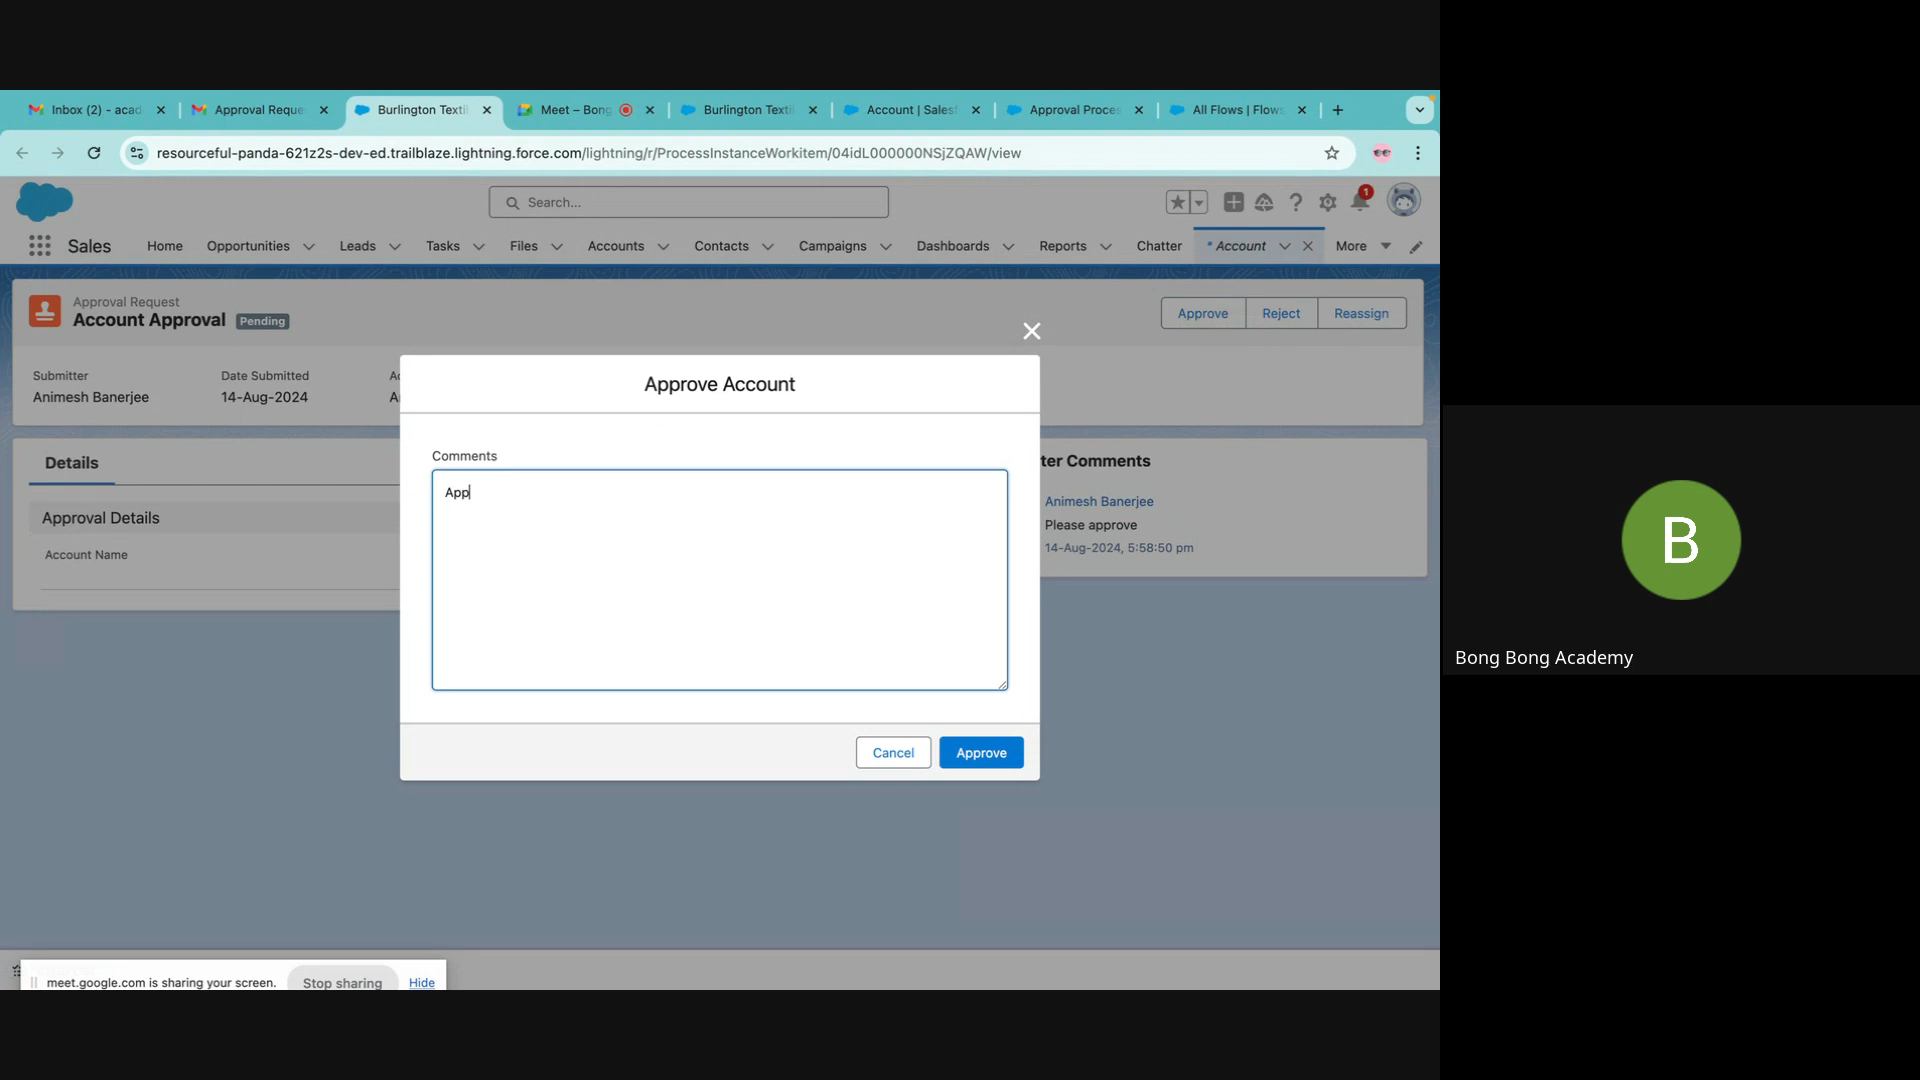 Inbox (2) - acad
Approval Reque
Burlington Texti
Meet – Bong
Burlington Texti
Account | Salesf
Approval Proces
All Flows | Flows
resourceful-panda-621z2s-dev-ed.trailblaze.lightning.force.com/lightning/r/ProcessInstanceWorkitem/04idL000000NSjZQAW/view
Search...
1
Sales
Home
Opportunities
Leads
Tasks
Files
Accounts
Contacts
Campaigns
Dashboards
Reports
Chatter
* Account
More
Approval Request
Account Approval
Pending
Approve
Reject
Reassign
Submitter
Date Submitted
Animesh Banerjee
14-Aug-2024
Approve Account
Details
Comments
App
ter Comments
Animesh Banerjee
Please approve
14-Aug-2024, 5:58:50 pm
Approval Details
Account Name
Cancel
Approve
meet.google.com is sharing your screen.
Stop sharing
Hide
B
Bong Bong Academy